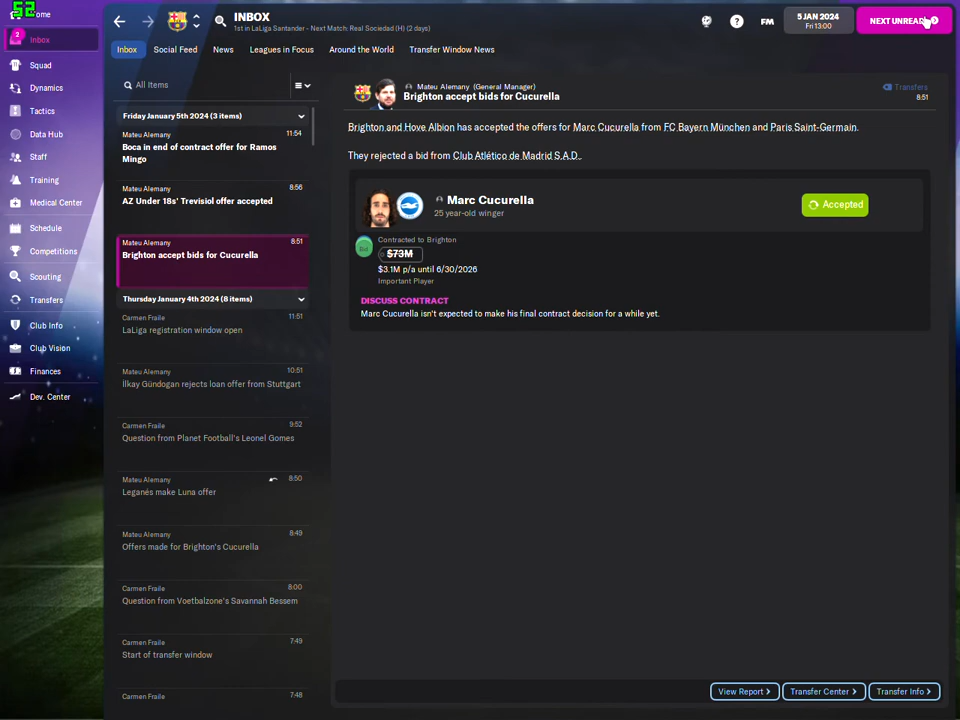 52
ome
INBOX
1st in LaLiga Santander - Next Match: Real Sociedad (H) (2 days)
?
FM
5 JAN 2024
Fri 13:00
NEXT UNREAD
2
Inbox
Squad
Dynamics
Tactics
Data Hub
Staff
Training
Medical Center
Schedule
Competitions
Scouting
Transfers
Club Info
Club Vision
Finances
Dev. Center
Inbox
Social Feed
News
Leagues in Focus
Around the World
Transfer Window News
All Items
Friday January 5th 2024 (3 items)
Mateu Alemany
11:54
Boca in end of contract offer for Ramos
Mingo
Mateu Alemany
8:56
AZ Under 18s' Trevisiol offer accepted
Mateu Alemany
8:51
Brighton accept bids for Cucurella
Thursday January 4th 2024 (8 items)
Carmen Fraile
11:51
LaLiga registration window open
Mateu Alemany
10:51
İlkay Gündogan rejects loan offer from Stuttgart
Carmen Fraile
9:52
Question from Planet Football's Leonel Gomes
Mateu Alemany
8:50
Leganés make Luna offer
Mateu Alemany
8:49
Offers made for Brighton's Cucurella
Carmen Fraile
8:00
Question from Voetbalzone's Savannah Bessem
Carmen Fraile
7:49
Start of transfer window
Carmen Fraile
7:48
Mateu Alemany (General Manager)
Brighton accept bids for Cucurella
Transfers
8:51
Brighton and Hove Albion has accepted the offers for Marc Cucurella from FC Bayern München and Paris Saint-Germain.
They rejected a bid from Club Atlético de Madrid S.A.D..
Marc Cucurella
25 year-old winger
Accepted
Contracted to Brighton
$73M
$3.1M p/a until 6/30/2026
Important Player
DISCUSS CONTRACT
Marc Cucurella isn't expected to make his final contract decision for a while yet.
View Report
Transfer Center
Transfer Info